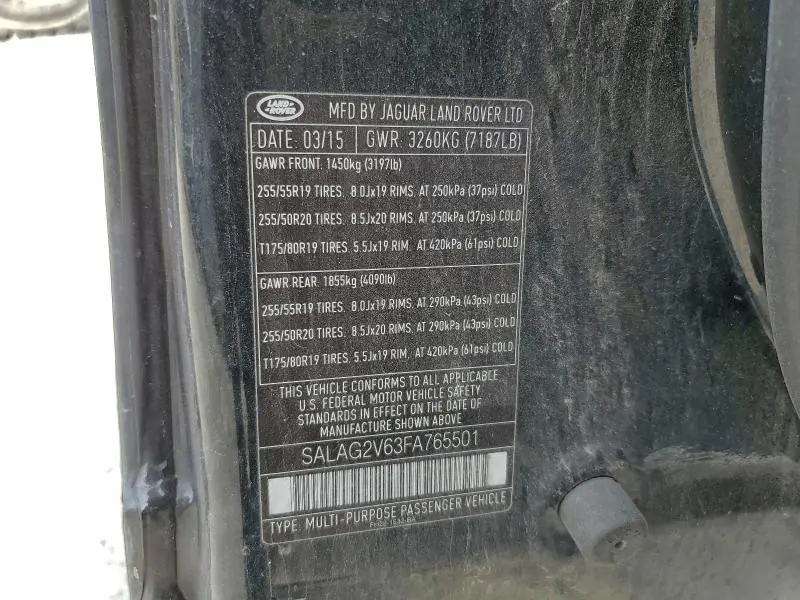 LAND ROVER
MFD BY JAGUAR LAND ROVER LTD
DATE: 03/15 GWR: 3260KG (7187LB)
GAWR FRONT. 1450kg (3197lb)
255/55R19 TIRES. 8.0Jx19 RIMS. AT 250kPa (37psi) COLD
255/50R20 TIRES. 8.5Jx20 RIMS. AT 250kPa (37psi) COLD
T175/80R19 TIRES. 5.5Jx19 RIM. AT 420kPa (61psi) COLD
GAWR REAR. 1855kg (4090lb)
255/55R19 TIRES. 8.0Jx19 RIMS. AT 290kPa (43psi) COLD
255/50R20 TIRES. 8.5Jx20 RIMS. AT 290kPa (43psi) COLD
T175/80R19 TIRES. 5.5Jx19 RIM. AT 420kPa (61psi) COLD
THIS VEHICLE CONFORMS TO ALL APPLICABLE
U.S. FEDERAL MOTOR VEHICLE SAFETY
STANDARDS IN EFFECT ON THE DATE OF
MANUFACTURE SHOWN ABOVE
SALAG2V63FA765501
TYPE: MULTI-PURPOSE PASSENGER VEHICLE